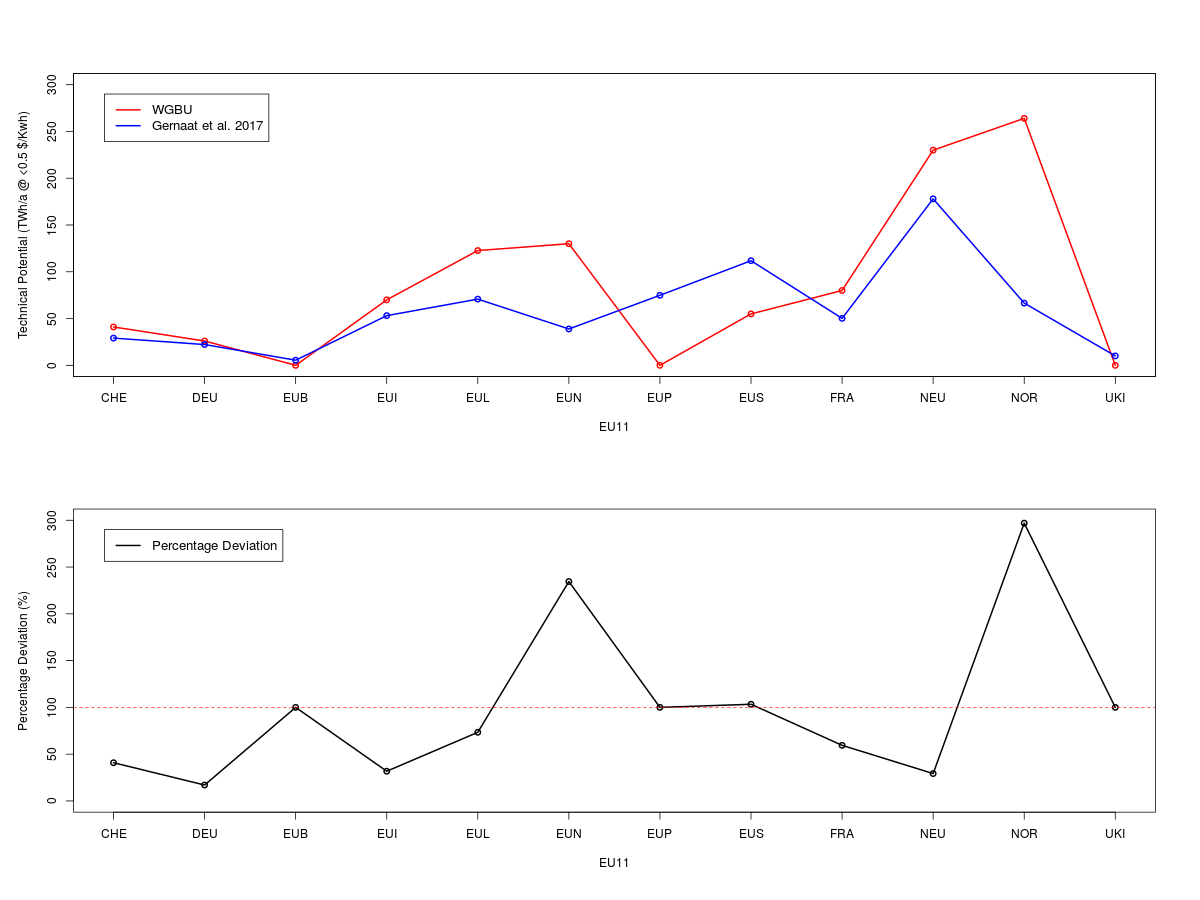 WGBU
Gernaat et al. 2017
Technical Potential (TWh/a @ <0.5 $/Kwh)
300
250
200
150
100
50
0
CHE DEU EUB EUI EUL EUN EUP EUS FRA NEU NOR UKI
EU11
Percentage Deviation
Percentage Deviation (%)
300
250
200
150
100
50
0
CHE DEU EUB EUI EUL EUN EUP EUS FRA NEU NOR UKI
EU11